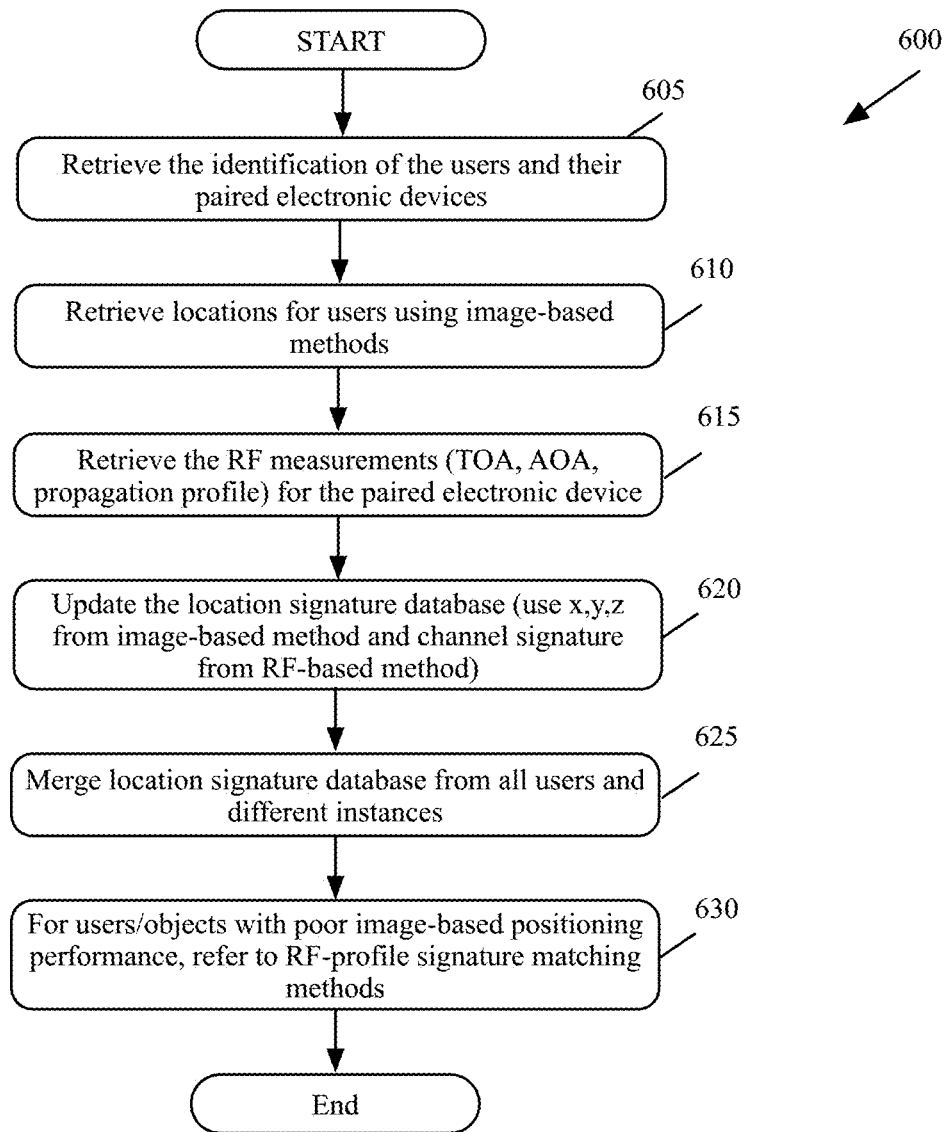 START
600
605
Retrieve the identification of the users and their
paired electronic devices
610
Retrieve locations for users using image-based
methods
615
Retrieve the RF measurements (TOA, AOA,
propagation profile) for the paired electronic device
620
Update the location signature database (use x,y,z
from image-based method and channel signature
from RF-based method)
625
Merge location signature database from all users and
different instances
630
For users/objects with poor image-based positioning
performance, refer to RF-profile signature matching
methods
End